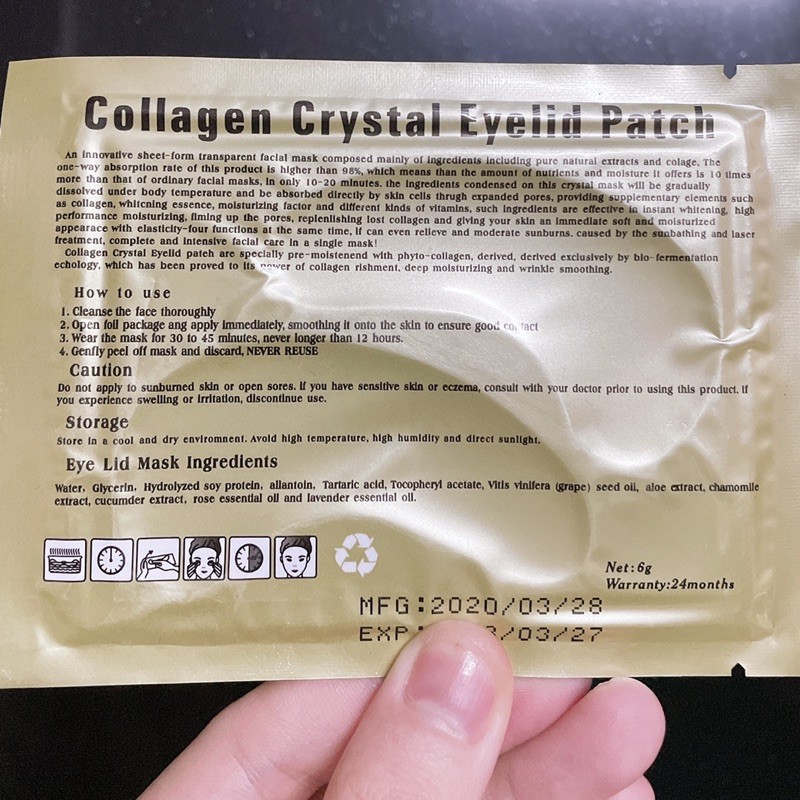 Collagen Crystal Eyelid Patch
An innovative sheet-form transparent facial mask composed mainly of ingredients including pure natural extracts and colage, The
one-way absorption rate of this product is higher than 98%, which means than the amount of nutrients and moisture it offers is 10 times
more than that of ordinary facial masks, in only 10-20 minutes. the ingredients condensed on this crystal mask will be gradually
dissolved under body temperature and be absorbed directly by skin cells thrugh expanded pores, providing supplementary elements such
as collagen, whitcning essence, moisturizing factor and different kinds of vitamins, such ingredients are effective in instant whitening, high
performance moisturizing, fiming up the pores, replenlishing lost collagen and giving your skin an immediate soft and moisturized
appearace with elasticity-four functions at the same time, If can even relieve and moderate sunburns. caused by the sunbathing and laser
freatment, complete and intensive facial care in a single mask!
Collagen Crystal Eyelid patch are specially pre-moistenend with phyto-collagen, derived, derived exclusively by bio-fermentation
echology, which has been proved to its power of collagen rishment, deep moisturizing and wrinkle smoothing.
How to use
1. Cleanse the face thoroughly
2. Open foil package ang apply immediately, smoothing it onto the skin to ensure good contact
3. Wear the mask for 30 to 45 minutes, never longer than 12 hours.
4. Genfly peel off mask and discard, NEVER REUSE
Caution
Do not apply to sunburned skin or open sores. If you have sensitive skin or eczema, consult with your doctor prior to using this product. If
you experience swelling or irritation, discontinue use.
Storage
Store in a cool and dry enviromnent. Avoid high temperature, high humidity and direct sunlight.
Eye Lid Mask Ingredients
Water, Glycerin, Hydrolyzed soy protein, allantoin, Tartaric acid, Tocopheryl acetate, Vitis vinifera (grape) seed oil, aloe extract, chamomile
extract, cucumder extract, rose essential oil and lavender essential oil.
Net:6g
Warranty:24months
MFG:2020/03/28
EXP: /03/27